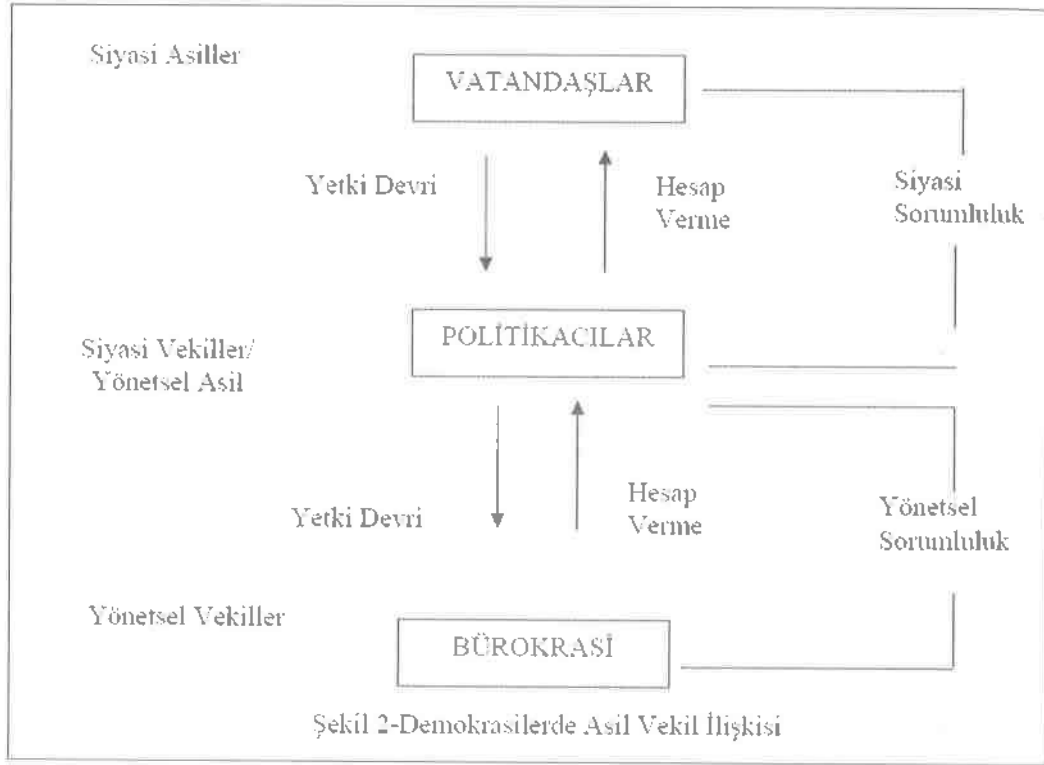 Siyasi Asiller
VATANDAŞLAR
Yetki Devri
Hesap
Verme
Siyasi
Sorumluluk
Siyasi Vekiller/
Yönetsel Asil
POLİTİKACILAR
Yetki Devri
Hesap
Verme
Yönetsel
Sorumluluk
Yönetsel Vekiller
BÜROKRASİ
Şekil 2-Demokrasilerde Asil Vekil İlişkisi